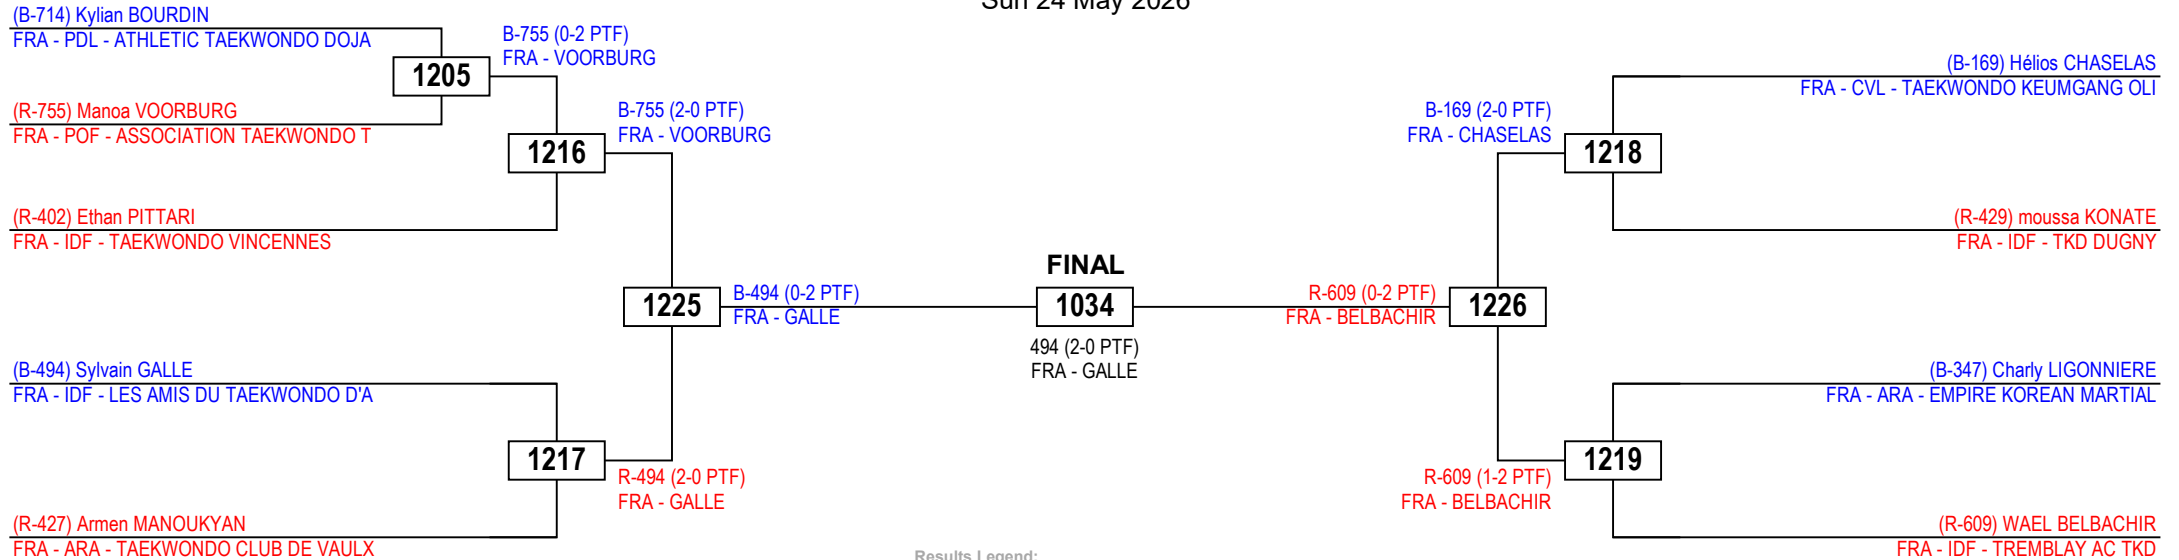 Sun 24 May 2026
(B-714) Kylian BOURDIN
FRA - PDL - ATHLETIC TAEKWONDO DOJA
1205
(R-755) Manoa VOORBURG
FRA - POF - ASSOCIATION TAEKWONDO T
B-755 (0-2 PTF)
FRA - VOORBURG
1216
(R-402) Ethan PITTARI
FRA - IDF - TAEKWONDO VINCENNES
B-755 (2-0 PTF)
FRA - VOORBURG
1225
(B-494) Sylvain GALLE
FRA - IDF - LES AMIS DU TAEKWONDO D'A
1217
(R-427) Armen MANOUKYAN
FRA - ARA - TAEKWONDO CLUB DE VAULX
R-494 (2-0 PTF)
FRA - GALLE
B-494 (0-2 PTF)
FRA - GALLE
FINAL
1034
494 (2-0 PTF)
FRA - GALLE
R-609 (0-2 PTF)
FRA - BELBACHIR
1226
B-169 (2-0 PTF)
FRA - CHASELAS
1218
(B-169) Hélios CHASELAS
FRA - CVL - TAEKWONDO KEUMGANG OLI
(R-429) moussa KONATE
FRA - IDF - TKD DUGNY
R-609 (1-2 PTF)
FRA - BELBACHIR
1219
(B-347) Charly LIGONNIERE
FRA - ARA - EMPIRE KOREAN MARTIAL
(R-609) WAEL BELBACHIR
FRA - IDF - TREMBLAY AC TKD
Results Legend: